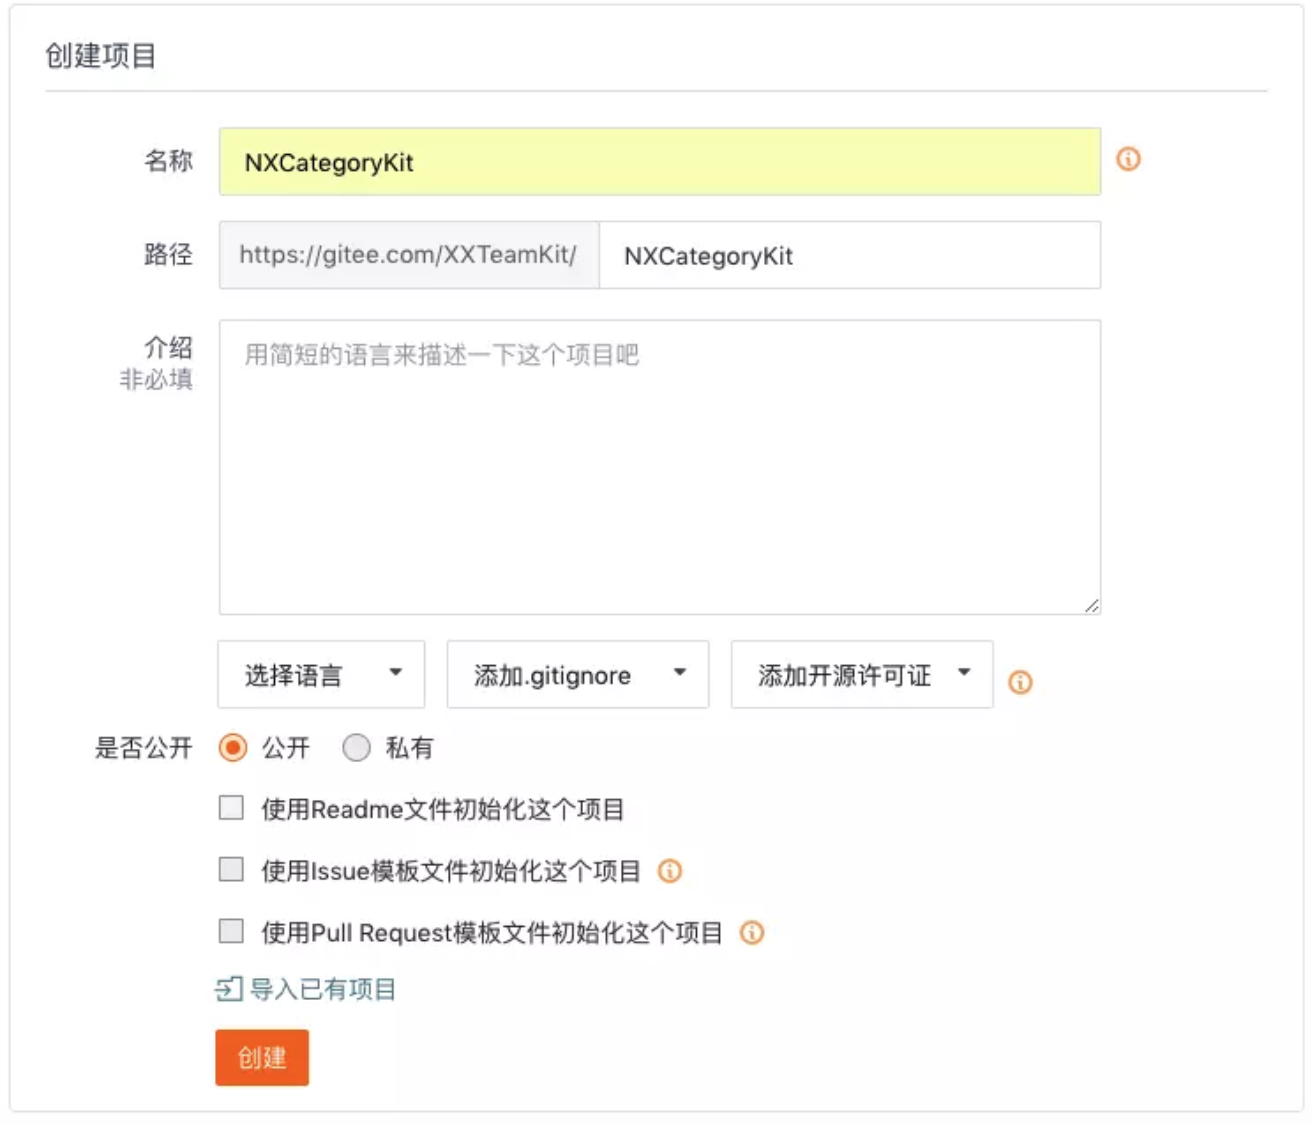 创建项目
名称 NXCategoryKit
路径 https://gitee.com/XXTeamKit/ NXCategoryKit
介绍 用简短的语言来描述一下这个项目吧
非必填
选择语言 添加.gitignore 添加开源许可证
是否公开 公开 私有
使用Readme文件初始化这个项目
使用Issue模板文件初始化这个项目
使用Pull Request模板文件初始化这个项目
导入已有项目
创建